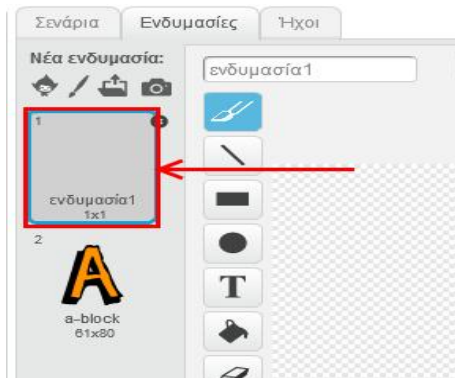 Σενάρια Ενδυμασίες Ήχοι
Νέα ενδυμασία:
ενδυμασία1
1
ενδυμασία1
1x1
2
T
a-block
61x80